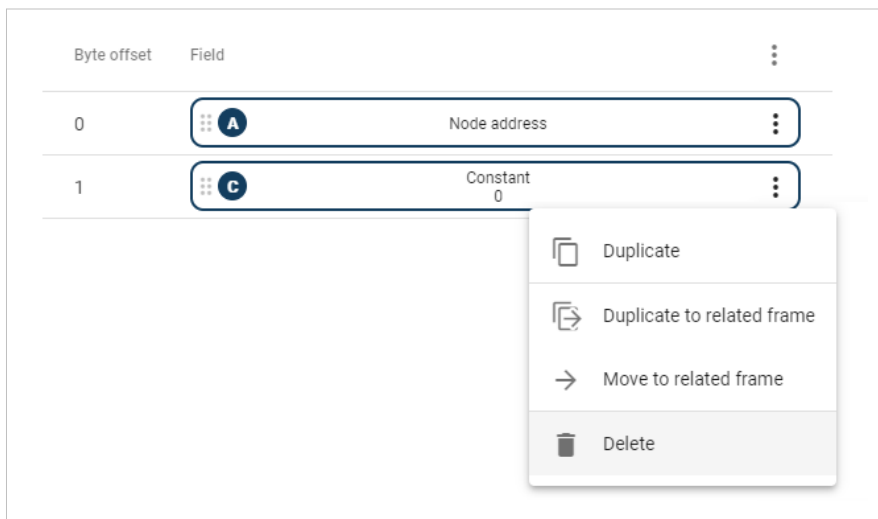 Byte offset Field
0 A Node address
1 C Constant
0
Duplicate
Duplicate to related frame
Move to related frame
Delete